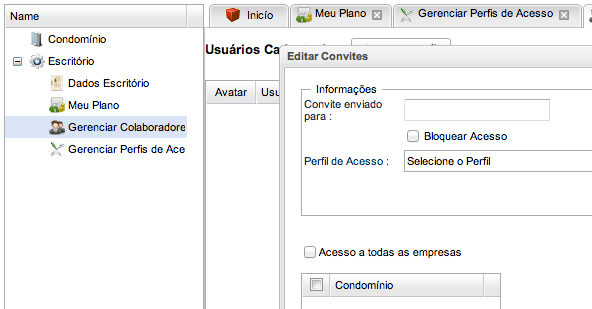 Name
Condomínio
Escritório
Dados Escritório
Meu Plano
Gerenciar Colaboradore
Gerenciar Perfis de Ace
Início
Meu Plano
Gerenciar Perfis de Acesso
Usuários Ca
Avatar
Usu
Editar Convites
Informações
Convite enviado
para :
Bloquear Acesso
Perfil de Acesso :
Selecione o Perfil
Acesso a todas as empresas
Condomínio